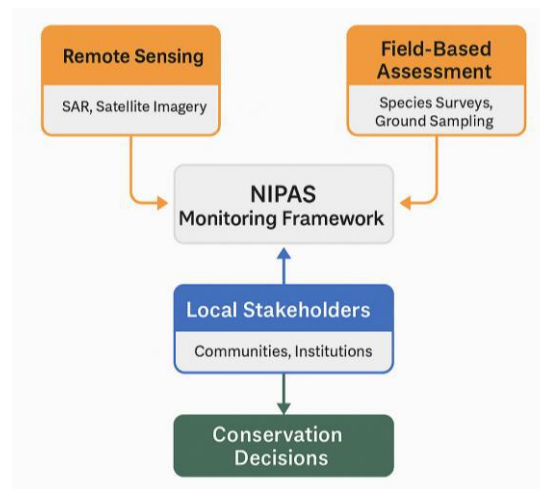 Remote Sensing
SAR, Satellite Imagery
Field-Based
Assessment
Species Surveys,
Ground Sampling
NIPAS
Monitoring Framework
Local Stakeholders
Communities, Institutions
Conservation
Decisions